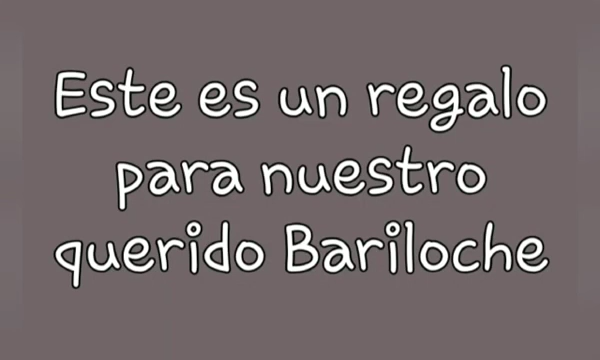 Este es un regalo
para nuestro
querido Bariloche